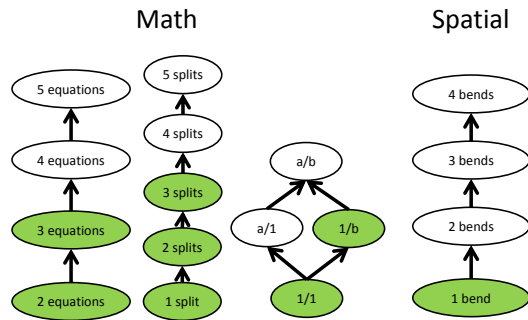 Math
Spatial
5 equations
4 equations
3 equations
2 equations
5 splits
4 splits
3 splits
2 splits
1 split
a/b
a/1
1/b
1/1
4 bends
3 bends
2 bends
1 bend